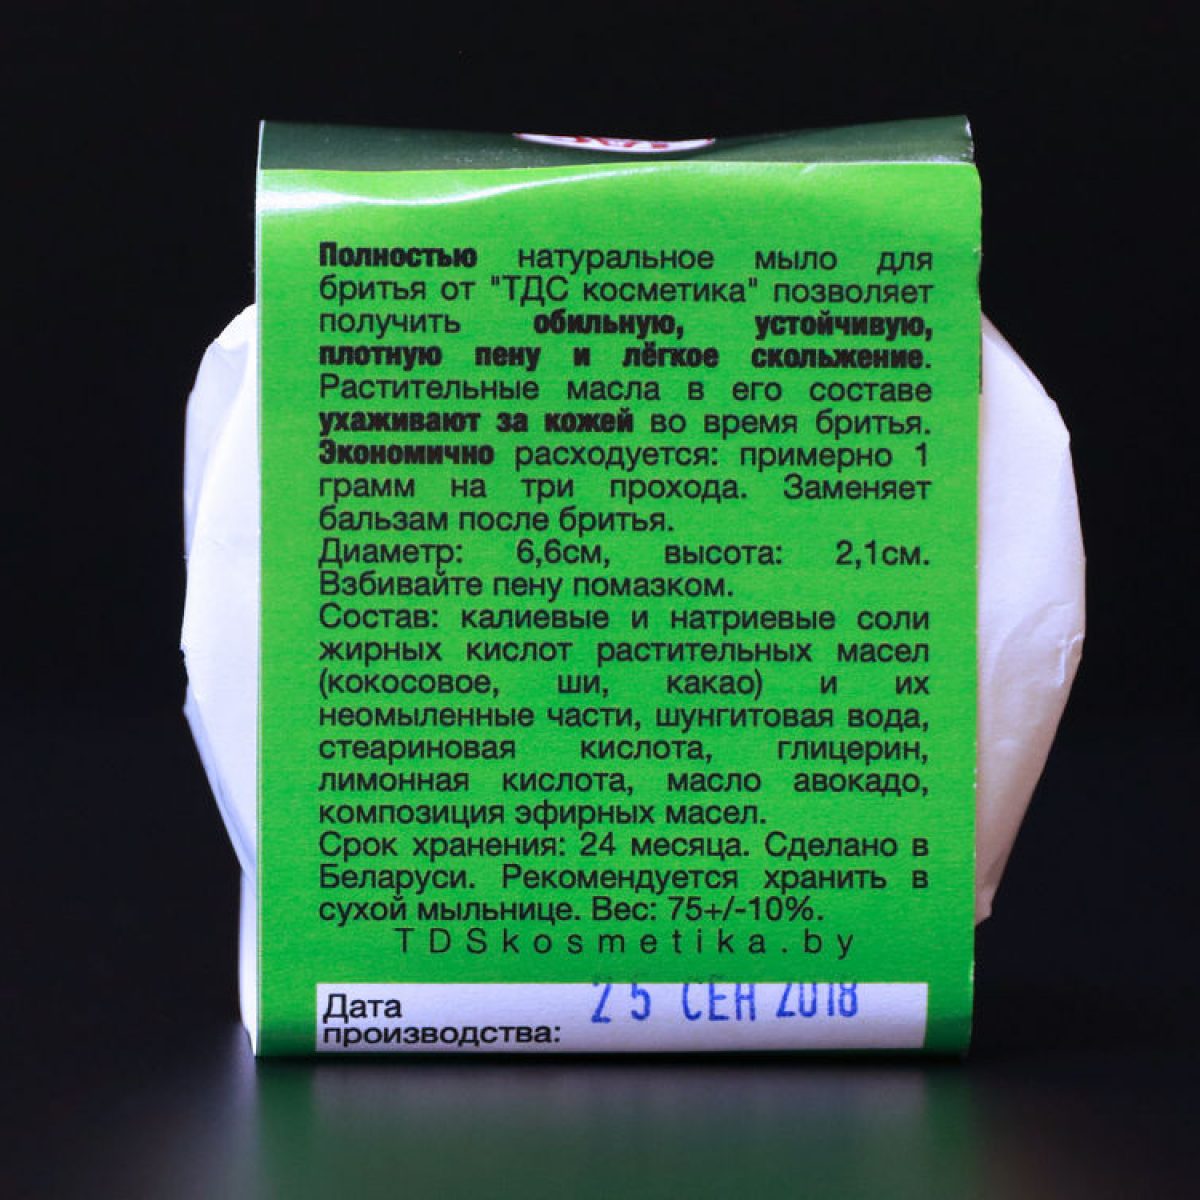 Полностью натуральное мыло для
бритья от "ТДС косметика" позволяет
получить обильную, устойчивую,
плотную пену и лёгкое скольжение.
Растительные масла в его составе
ухаживают за кожей во время бритья.
Экономично расходуется: примерно 1
грамм на три прохода. Заменяет
бальзам после бритья.
Диаметр: 6,6см, высота: 2,1см.
Взбивайте пену помазком.
Состав: калиевые и натриевые соли
жирных кислот растительных масел
(кокосовое, ши, какао) и их
неомыленные части, шунгитовая вода,
стеариновая кислота, глицерин,
лимонная кислота, масло авокадо,
композиция эфирных масел.
Срок хранения: 24 месяца. Сделано в
Беларуси. Рекомендуется хранить в
сухой мыльнице. Вес: 75+/-10%.
TDSkosmetika.by
25 СЕН 2018
Дата
производства: